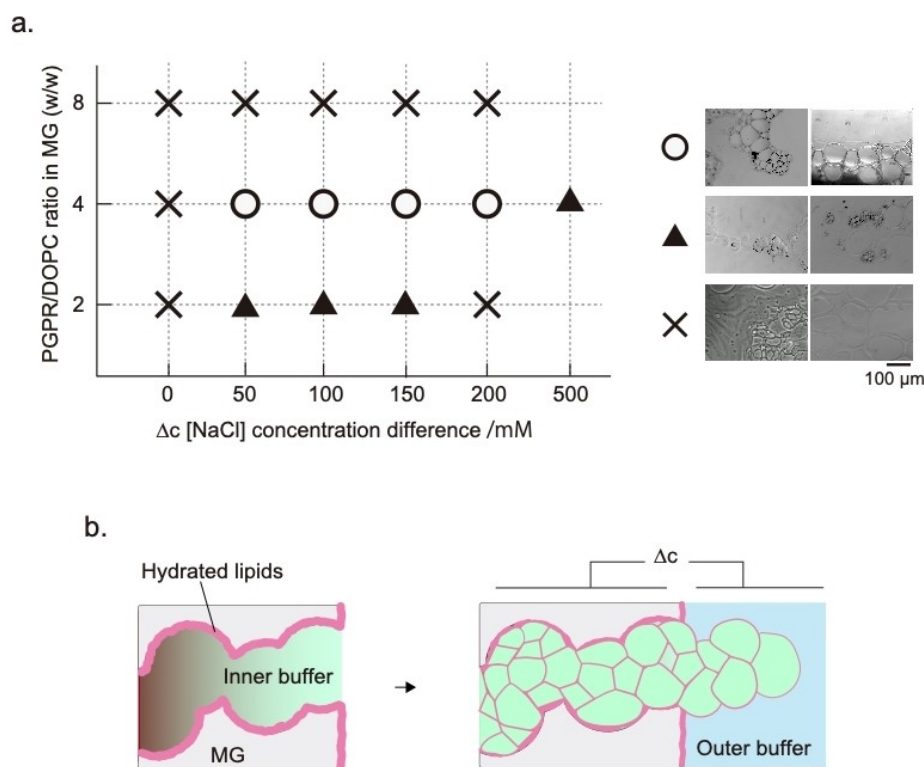 a.
PGPR/DOPC ratio in MG (w/w)
8
4
2
0 50 100 150 200 500
Δc [NaCl] concentration difference /mM
100 µm
b.
Hydrated lipids
Inner buffer
MG
Δc
Outer buffer